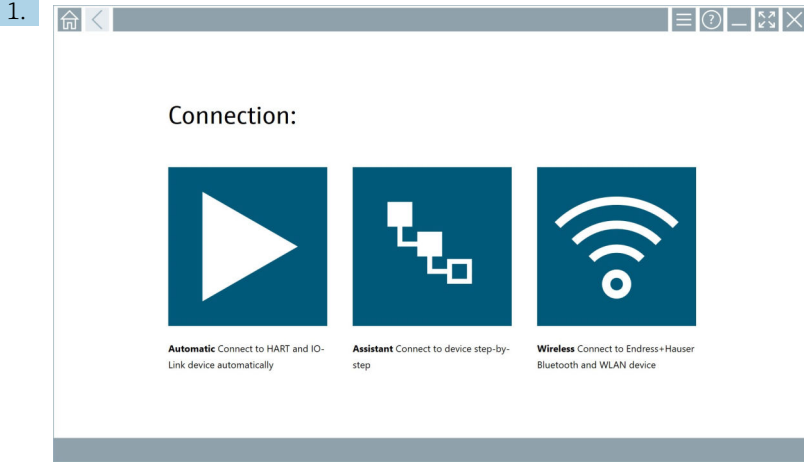 1.
Connection:
Automatic Connect to HART and IO-
Link device automatically
Assistant Connect to device step-by-
step
Wireless Connect to Endress+Hauser
Bluetooth and WLAN device